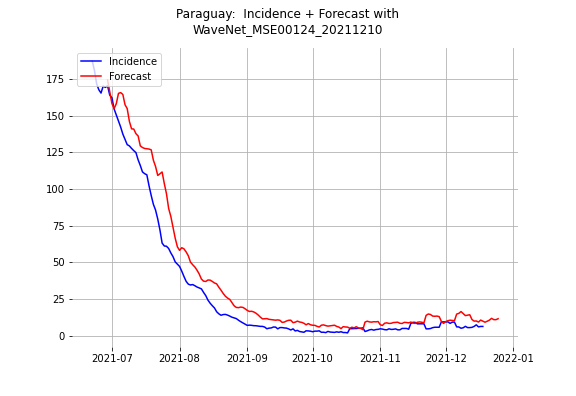 Paraguay:  Incidence + Forecast with
WaveNet_MSE00124_20211210
Incidence
Forecast
175
150
125
100
75
50
25
0
2021-07 2021-08 2021-09 2021-10 2021-11 2021-12 2022-01